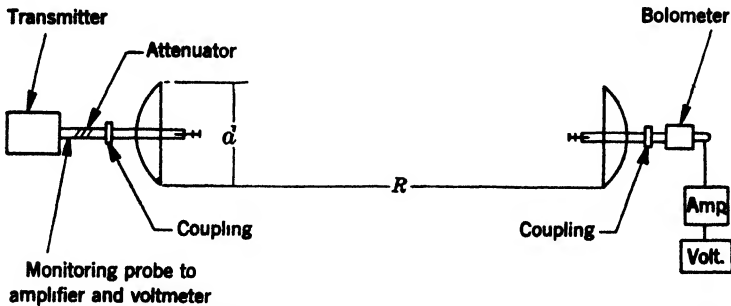 Transmitter
Attenuator
Bolometer
d
R
Coupling
Coupling
Amp
Volt.
Monitoring probe to
amplifier and voltmeter